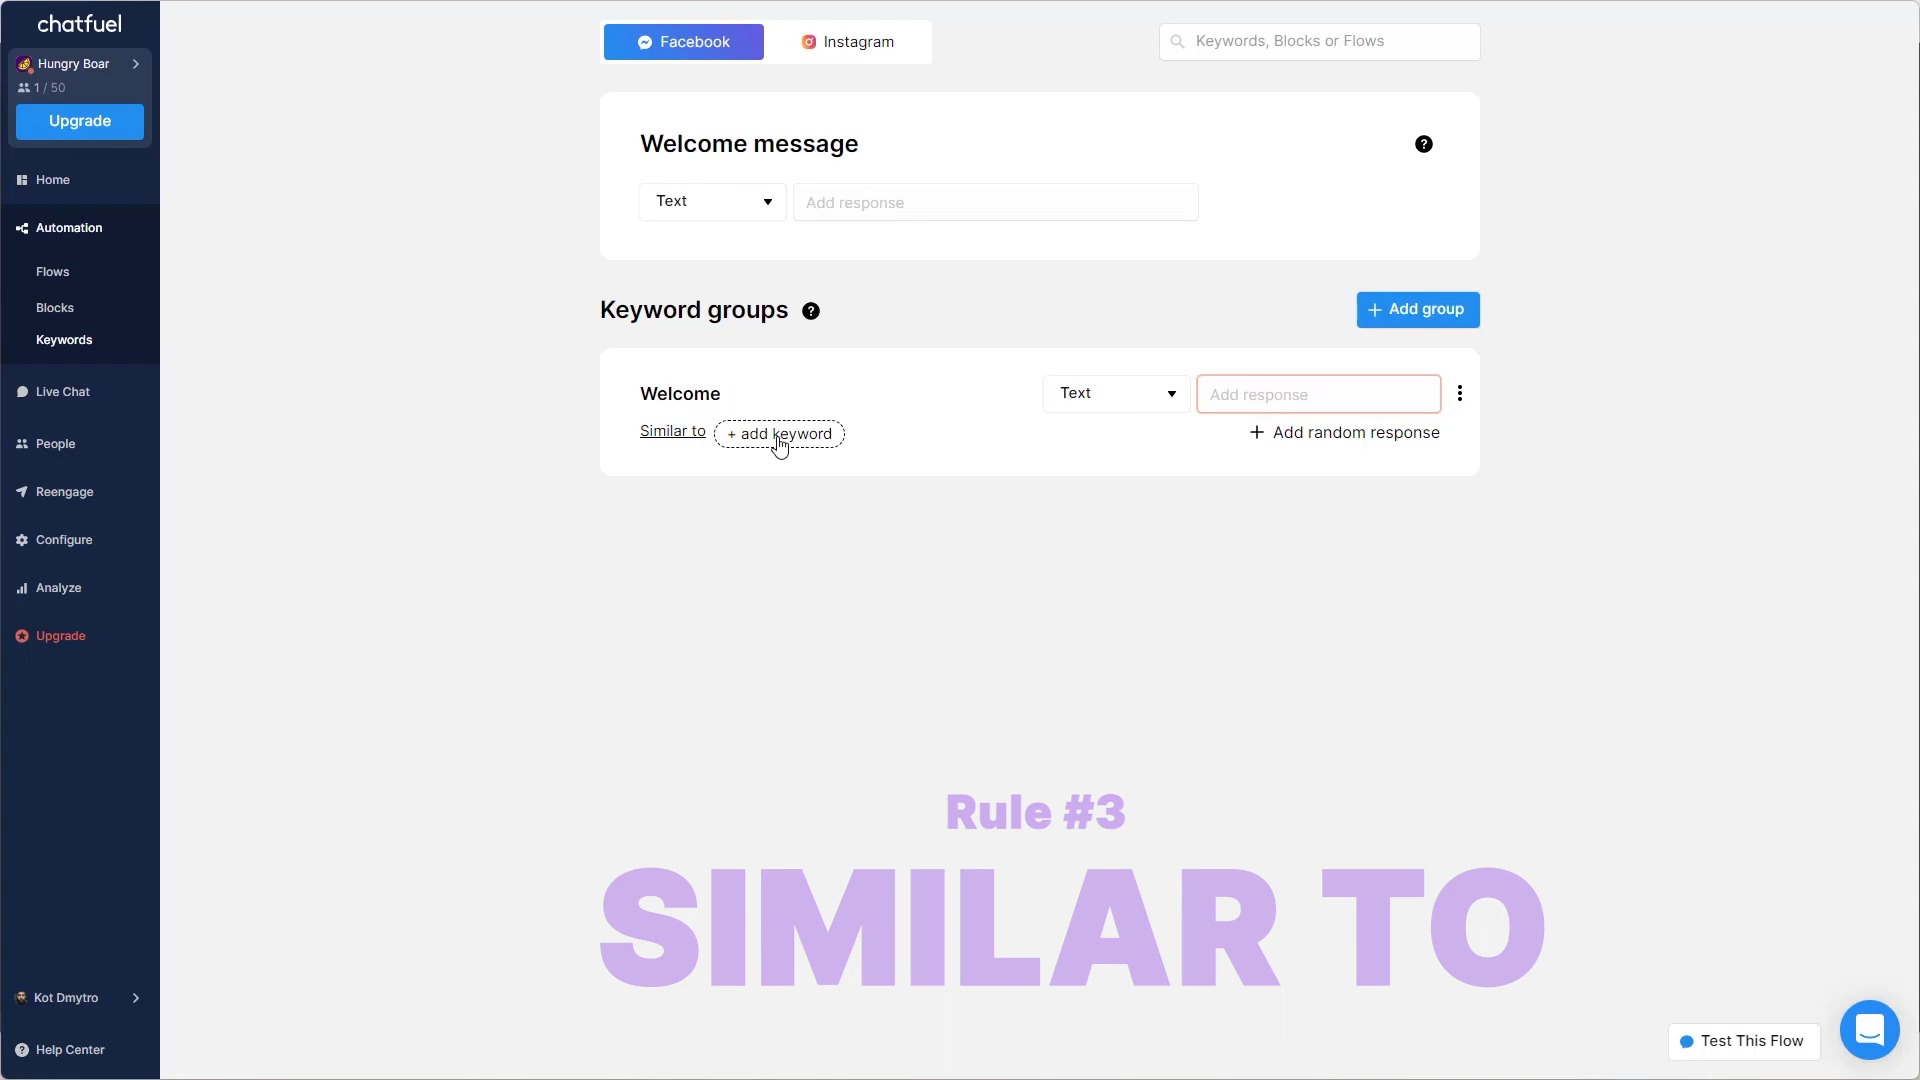 chatfuel
Hungry Boar
1 / 50
Upgrade
Home
Automation
Flows
Blocks
Keywords
Live Chat
People
Reengage
Configure
Analyze
Upgrade
Kot Dmytro
Help Center
Facebook
Instagram
Keywords, Blocks or Flows
Welcome message
?
Text
Add response
Keyword groups ?
+ Add group
Welcome
Text
Add response
Similar to
+ add keyword
+ Add random response
Rule #3
SIMILAR TO
Test This Flow